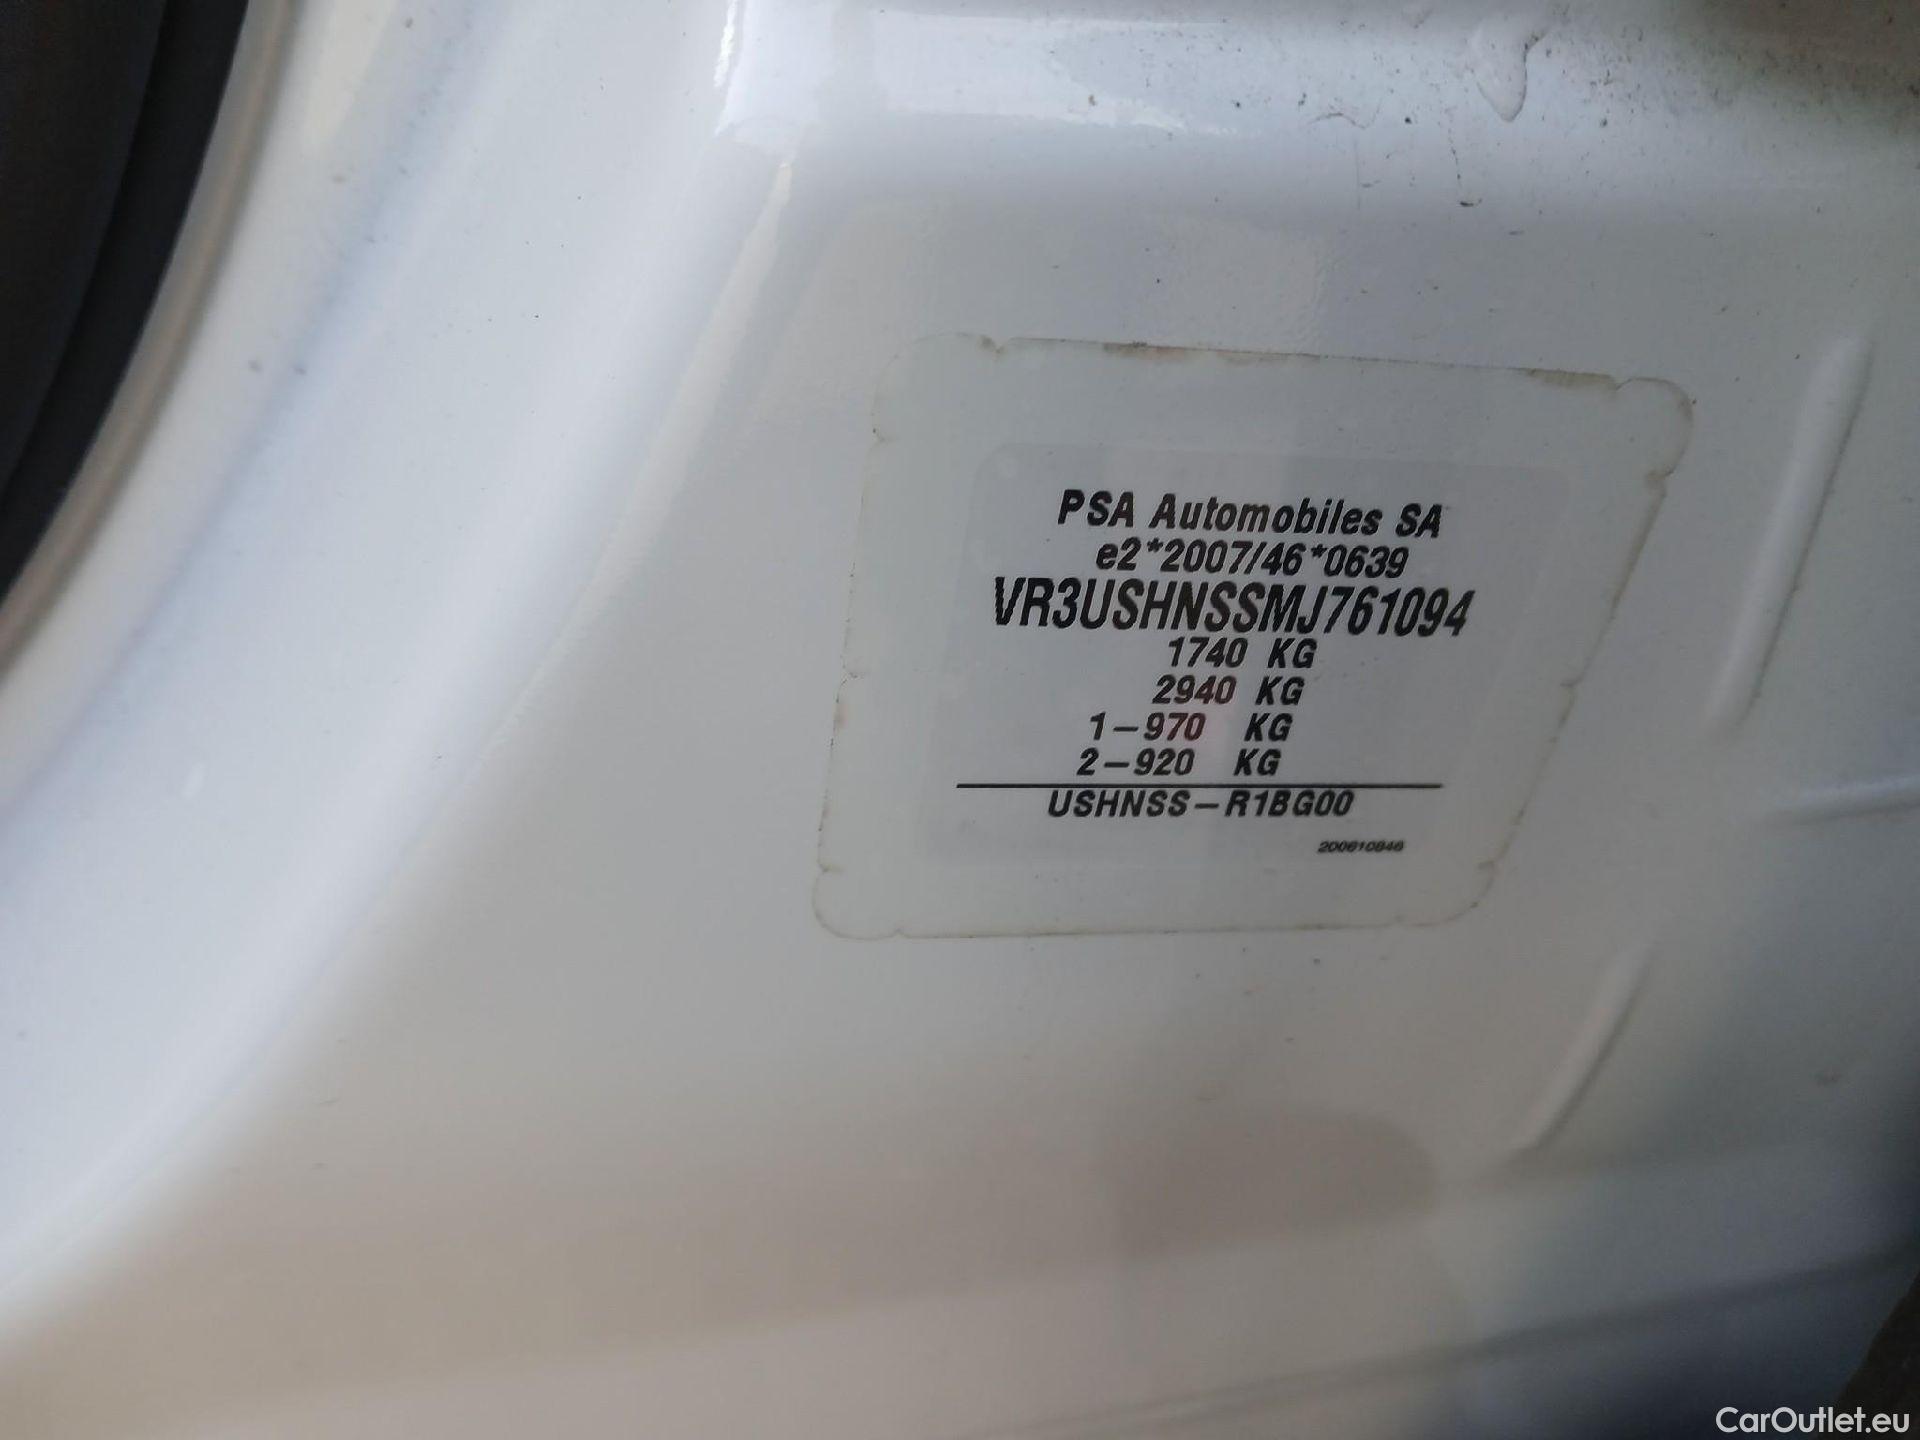 PSA Automobiles SA
e2*2007/46*0639
VR3USHNSSMJ761094
1740 KG
2940 KG
1-970 KG
2-920 KG
USHNSS-R1BG00
200610846
CarOutlet.eu